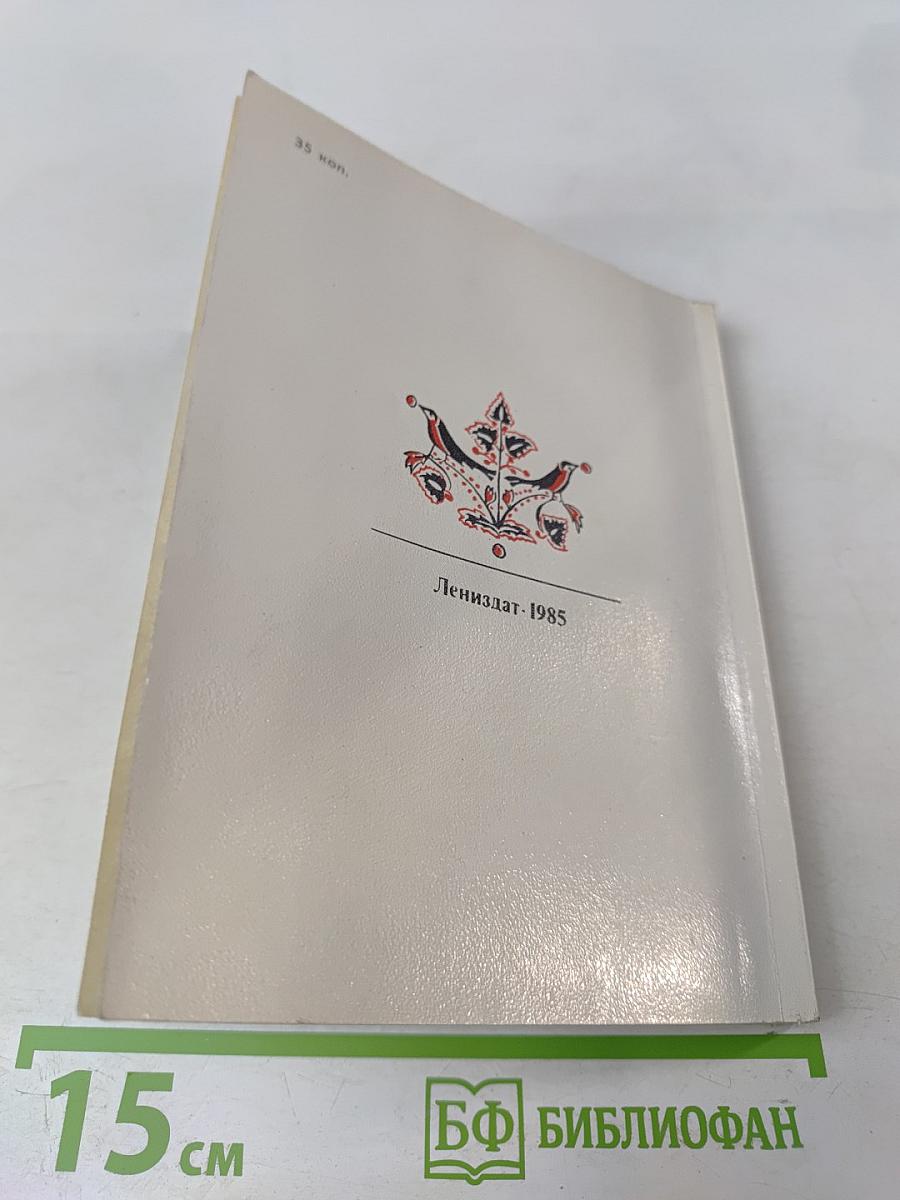 35 коп.
Лениздат·1985
15 см
БФ БИБЛИОФАН